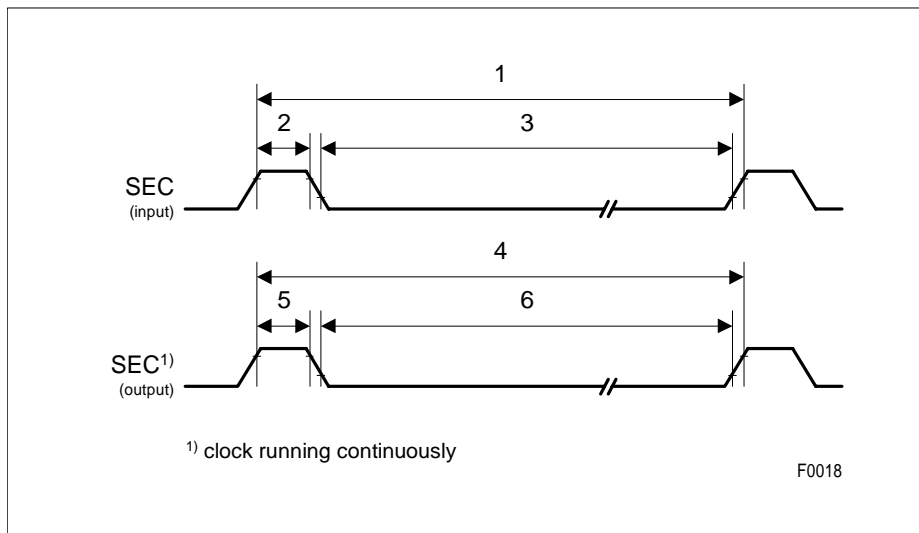 1
2 3
SEC
(input)
4
5 6
SEC¹⁾
(output)
¹⁾ clock running continuously
F0018